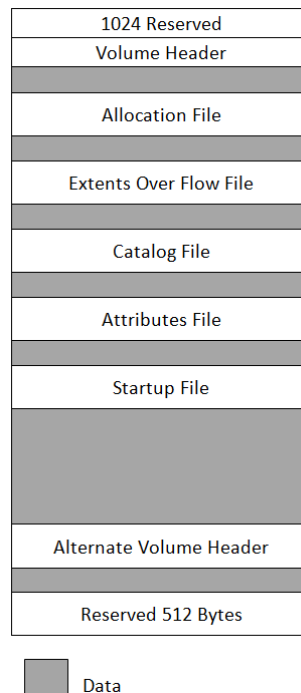 1024 Reserved
Volume Header
Allocation File
Extents Over Flow File
Catalog File
Attributes File
Startup File
Alternate Volume Header
Reserved 512 Bytes
Data